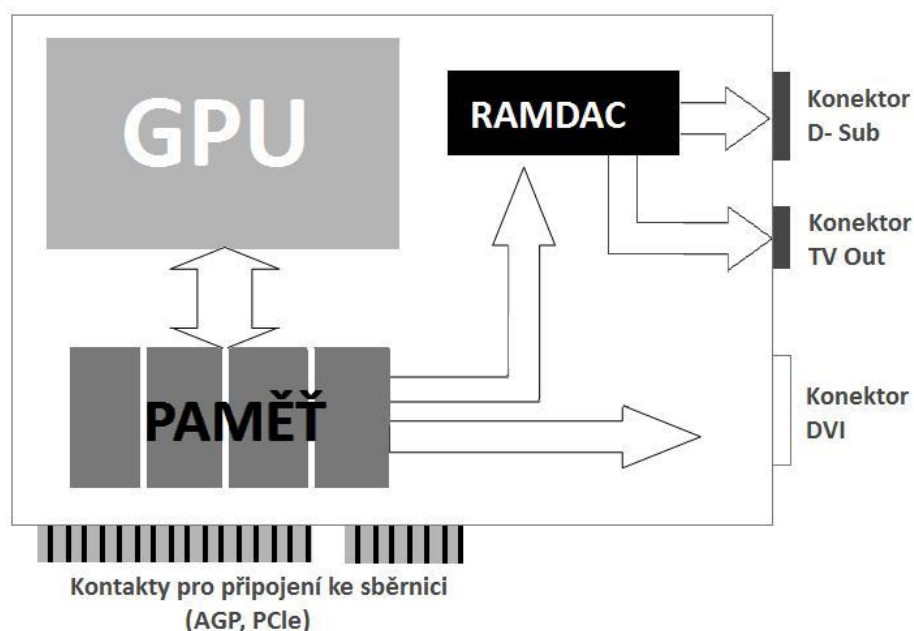 GPU
RAMDAC
Konektor
D- Sub
Konektor
TV Out
PAMĚŤ
Konektor
DVI
Kontakty pro připojení ke sběrnici
(AGP, PCIe)